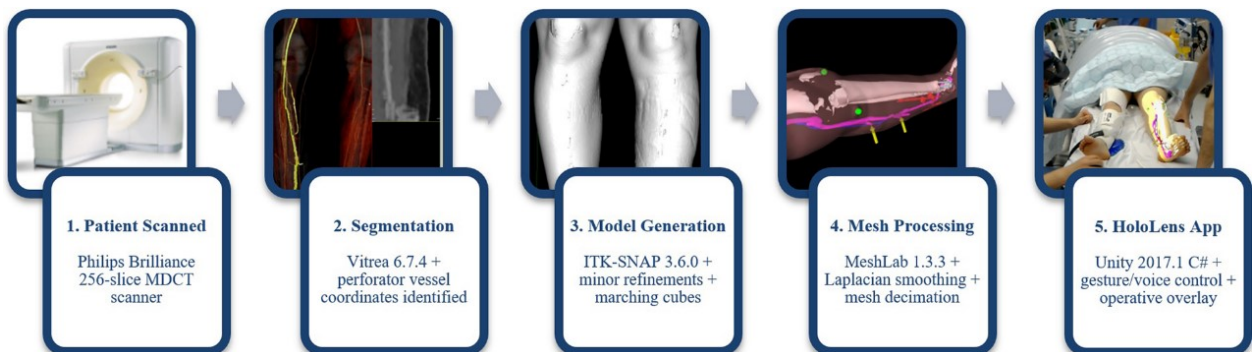 1. Patient Scanned
Philips Brilliance
256-slice MDCT
scanner
2. Segmentation
Vitrea 6.7.4 +
perforator vessel
coordinates identified
3. Model Generation
ITK-SNAP 3.6.0 +
minor refinements +
marching cubes
4. Mesh Processing
MeshLab 1.3.3 +
Laplacian smoothing +
mesh decimation
5. HoloLens App
Unity 2017.1 C# +
gesture/voice control +
operative overlay